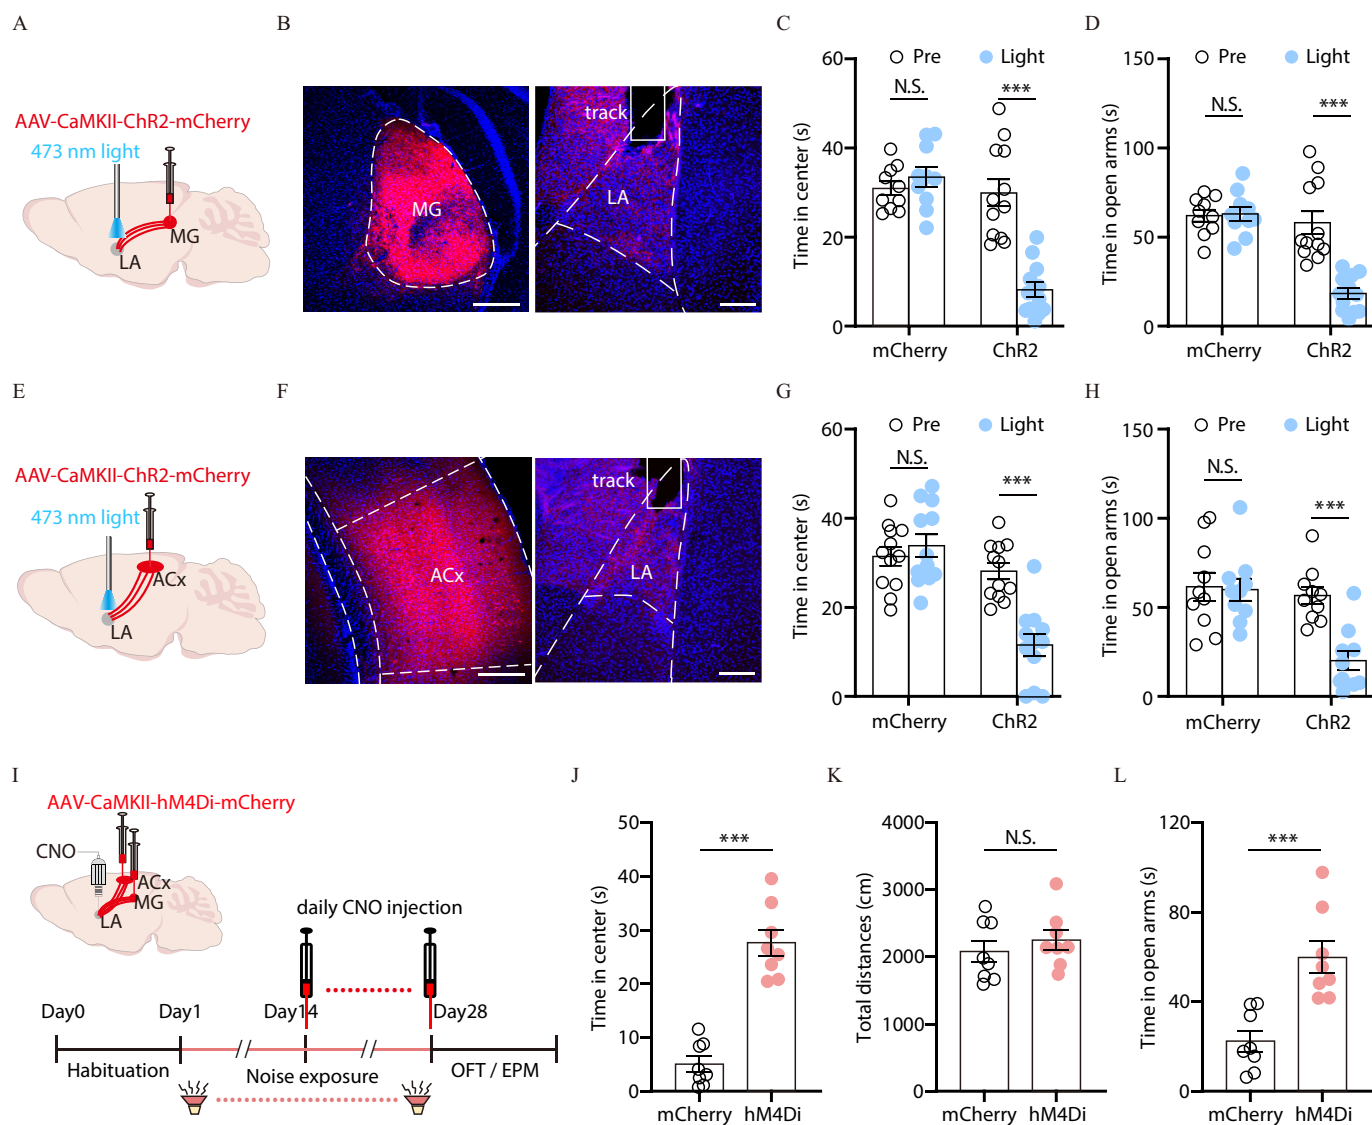 A
AAV-CaMKII-ChR2-mCherry
473 nm light
MG
LA
B
MG
track
LA
C
Pre
Light
N.S.
***
60
40
20
0
Time in center (s)
mCherry
ChR2
D
Pre
Light
N.S.
***
150
100
50
0
Time in open arms (s)
mCherry
ChR2
E
AAV-CaMKII-ChR2-mCherry
473 nm light
ACx
LA
F
ACx
track
LA
G
Pre
Light
N.S.
***
60
40
20
0
Time in center (s)
mCherry
ChR2
H
Pre
Light
N.S.
***
150
100
50
0
Time in open arms (s)
mCherry
ChR2
I
AAV-CaMKII-hM4Di-mCherry
CNO
ACx
MG
LA
daily CNO injection
Day0
Day1
Day14
Day28
Habituation
Noise exposure
OFT / EPM
J
***
50
40
30
20
10
0
Time in center (s)
mCherry
hM4Di
K
N.S.
4000
3000
2000
1000
0
Total distances (cm)
mCherry
hM4Di
L
***
120
80
40
0
Time in open arms (s)
mCherry
hM4Di